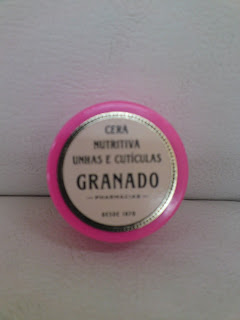 CERA
NUTRITIVA
UNHAS E CUTÍCULAS
GRANADO
PHARMACIAS
DESDE 1870